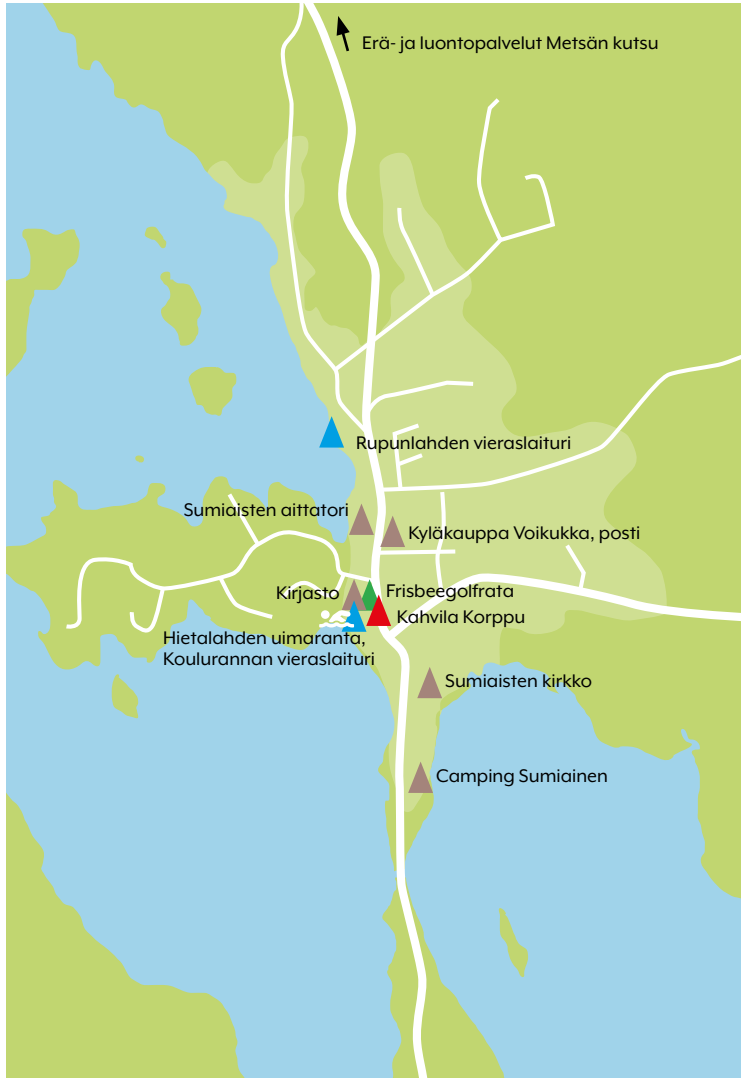 Erä- ja luontopalvelut Metsän kutsu
Rupunlahden vieraslaituri
Sumiaisten aittatori
Kyläkauppa Voikukka, posti
Kirjasto
Frisbeegolfrata
Kahvila Korppu
Hietalahden uimaranta,
Koulurannan vieraslaituri
Sumiaisten kirkko
Camping Sumiainen